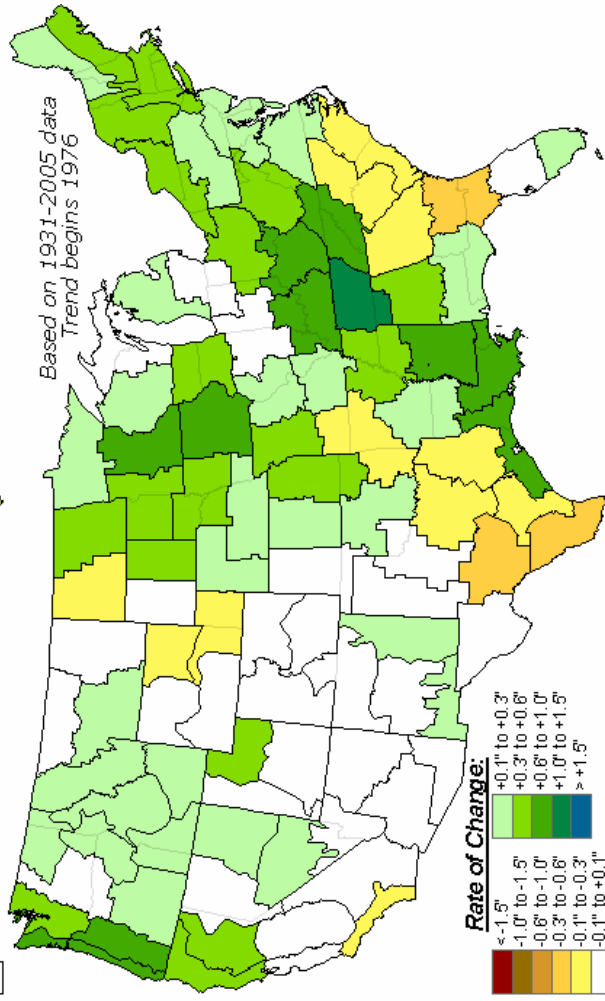 Based on 1931-2005 data
Trend begins 1976
Rate of Change:
< -1.5"
-1.0" to -1.5"
-0.6" to -1.0"
-0.3" to -0.6"
-0.1" to -0.3"
-0.1" to +0.1"
+0.1" to +0.3"
+0.3" to +0.6"
+0.6" to +1.0"
+1.0" to +1.5"
> +1.5"